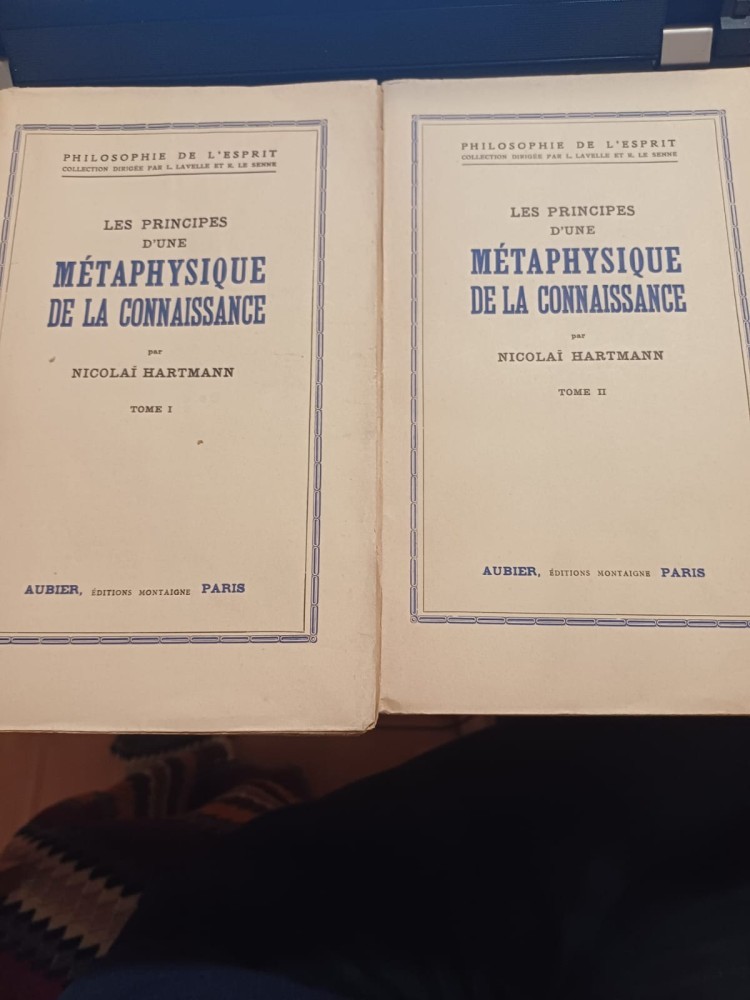 PHILOSOPHIE DE L'ESPRIT
COLLECTION DIRIGÉE PAR L. LAVELLE ET R. LE SENNE
LES PRINCIPES
D'UNE
MÉTAPHYSIQUE
DE LA CONNAISSANCE
par
NICOLAÏ HARTMANN
TOME I
AUBIER, ÉDITIONS MONTAIGNE PARIS
PHILOSOPHIE DE L'ESPRIT
COLLECTION DIRIGÉE PAR L. LAVELLE ET R. LE SENNE
LES PRINCIPES
D'UNE
MÉTAPHYSIQUE
DE LA CONNAISSANCE
par
NICOLAÏ HARTMANN
TOME II
AUBIER, ÉDITIONS MONTAIGNE PARIS